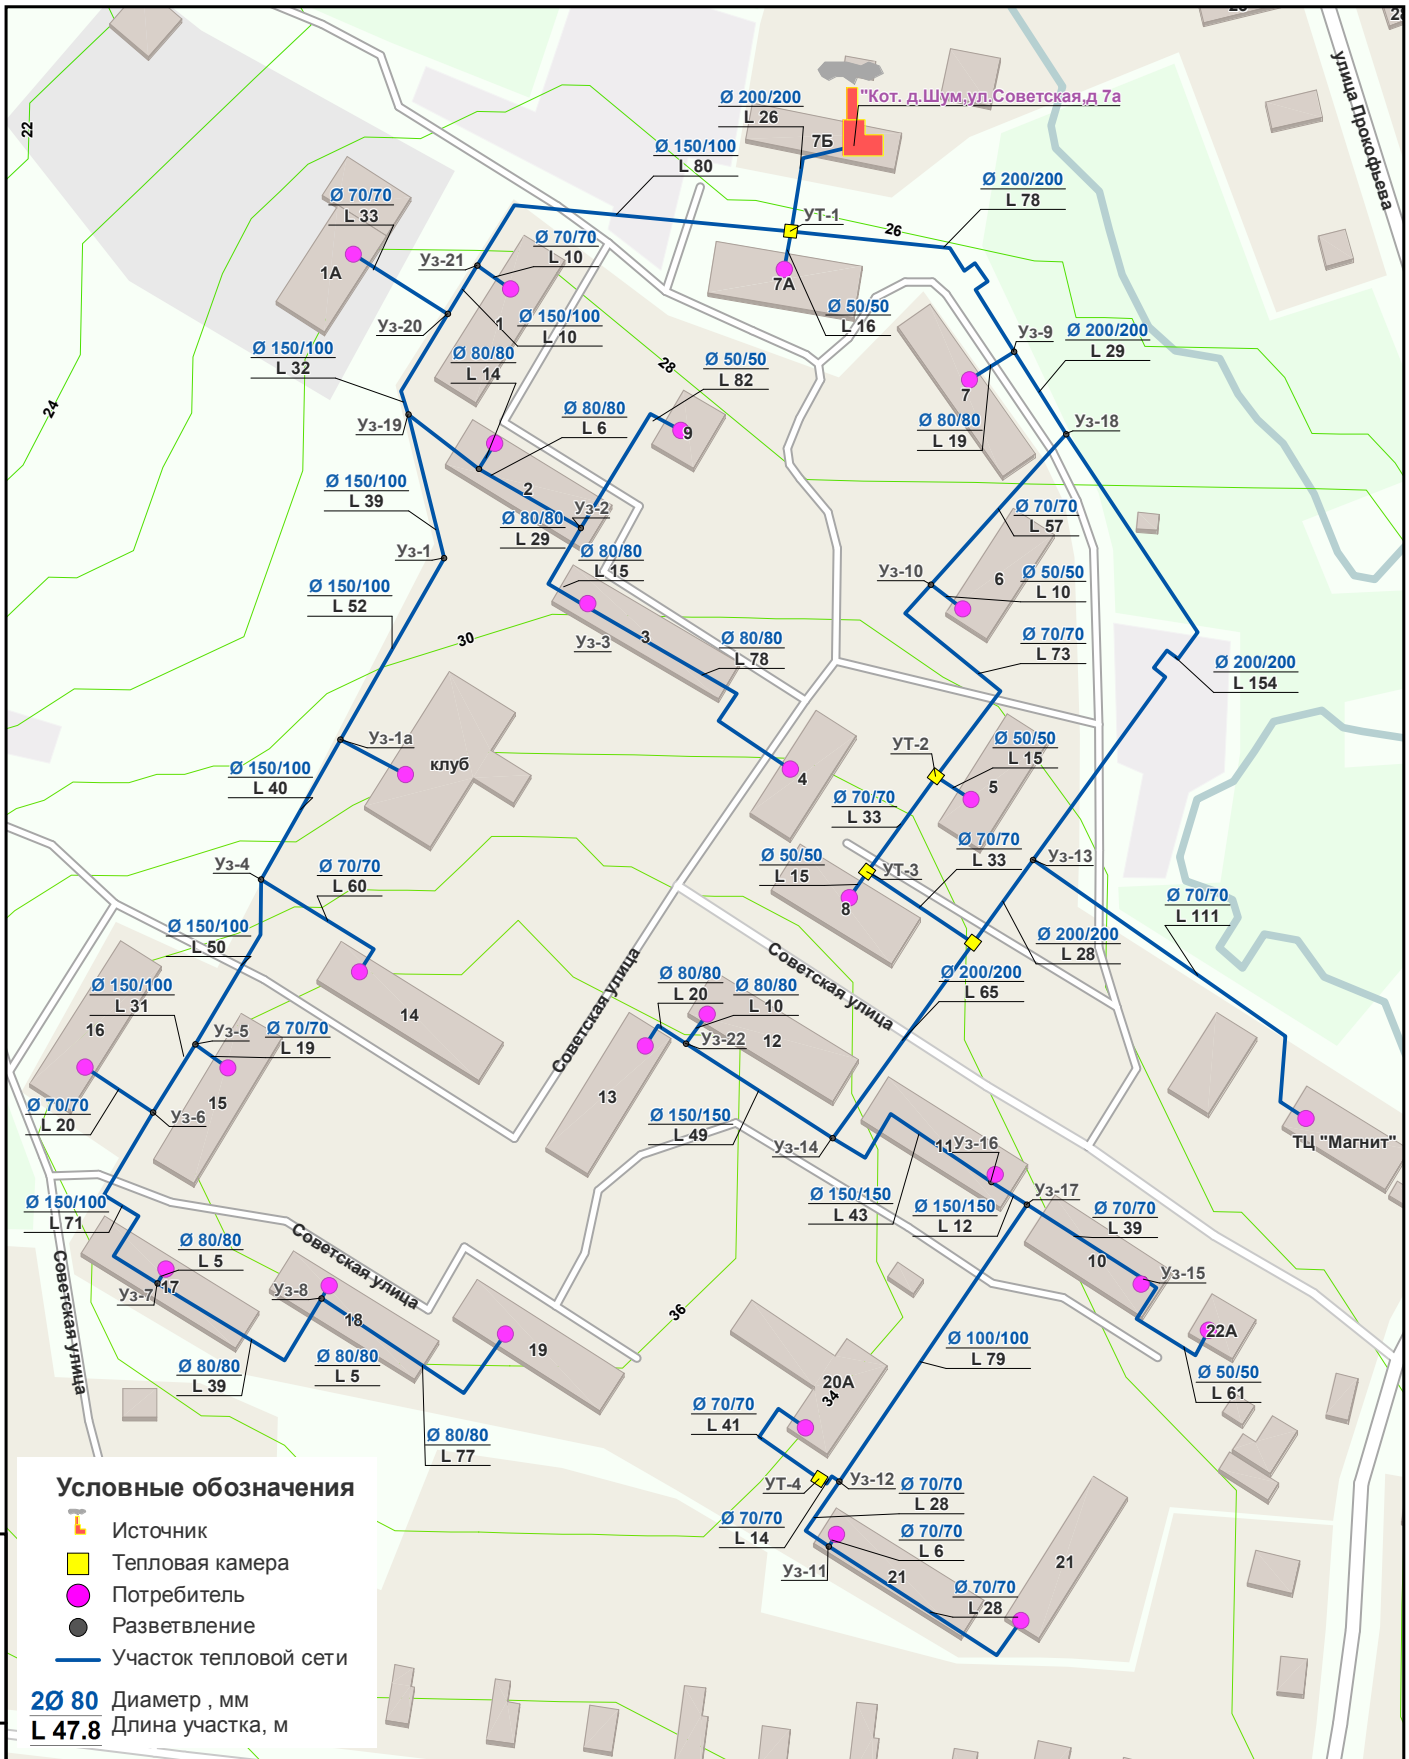 "Кот. д.Шум,ул.Советская,д 7а
улица Прокофьева
Ø 200/200
L 26
7Б
Ø 150/100
L 80
22
Ø 200/200
L 78
УТ-1
26
Ø 70/70
L 33
1А
Уз-21
Ø 70/70
L 10
7А
Ø 50/50
L 16
Уз-20
Ø 150/100
L 10
1
Ø 150/100
L 32
Ø 80/80
L 14
28
Ø 50/50
L 82
Уз-9
Ø 200/200
L 29
7
24
Уз-19
Ø 80/80
L 6
9
Ø 80/80
L 19
Уз-18
Ø 150/100
L 39
2
Уз-2
Ø 80/80
L 29
Ø 70/70
L 57
Уз-1
Ø 80/80
L 15
Уз-10
6
Ø 50/50
L 10
Ø 150/100
L 52
30
Уз-3
3
Ø 80/80
L 78
Ø 70/70
L 73
Ø 200/200
L 154
Уз-1а
клуб
Ø 150/100
L 40
4
УТ-2
Ø 50/50
L 15
5
Ø 70/70
L 33
Уз-4
Ø 70/70
L 60
Ø 50/50
L 15
УТ-3
Ø 70/70
L 33
Уз-13
8
Ø 70/70
L 111
Ø 150/100
L 50
Советская улица
Советская улица
Ø 200/200
L 28
Ø 150/100
L 31
16
14
Ø 80/80
L 20
Ø 80/80
L 10
Ø 200/200
L 65
Уз-5
Ø 70/70
L 19
Уз-22
12
15
13
Ø 70/70
L 20
Уз-6
Ø 150/150
L 49
Уз-14
11
Уз-16
ТЦ "Магнит"
Ø 150/100
L 71
Ø 150/150
L 43
Ø 150/150
L 12
Уз-17
Ø 70/70
L 39
Советская улица
Советская улица
Ø 80/80
L 5
17
Уз-7
Уз-8
18
10
Уз-15
36
19
22А
Ø 100/100
L 79
Ø 80/80
L 39
Ø 80/80
L 5
20А
34
Ø 50/50
L 61
Ø 70/70
L 41
Ø 80/80
L 77
УТ-4
Уз-12
Ø 70/70
L 28
Ø 70/70
L 14
Ø 70/70
L 6
Уз-11
21
21
Ø 70/70
L 28
Условные обозначения
Источник
Тепловая камера
Потребитель
Разветвление
Участок тепловой сети
2Ø 80 Диаметр , мм
L 47.8 Длина участка, м